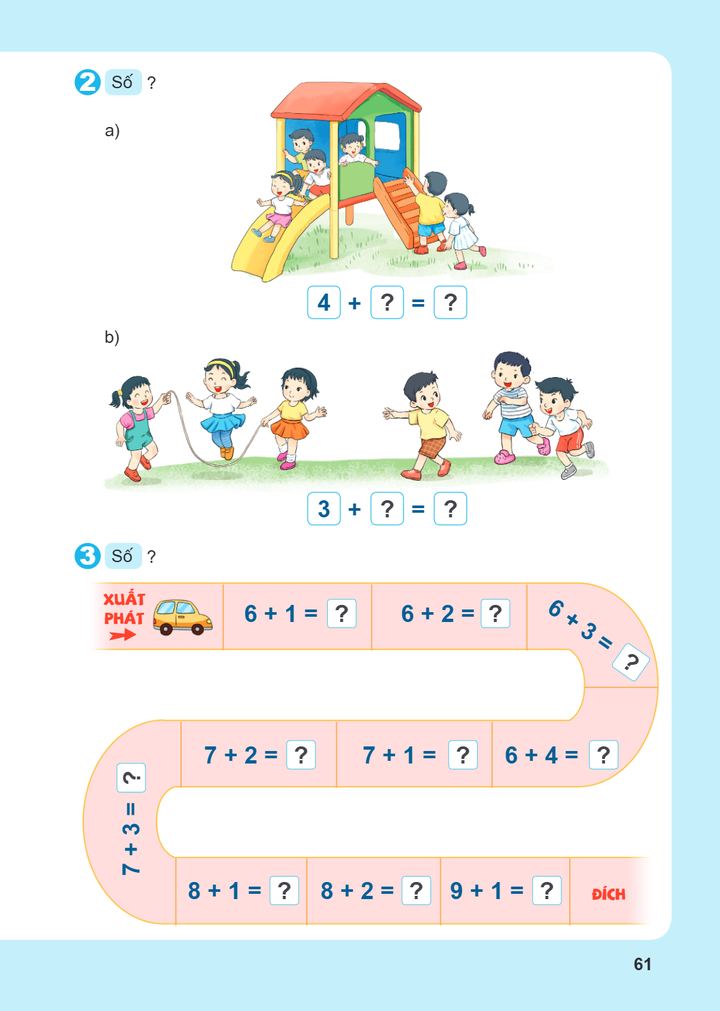 2 Số ?
a)
4 + ? = ?
b)
3 + ? = ?
3 Số ?
XUẤT
PHÁT
6 + 1 = ?
6 + 2 = ?
6 + 3 = ?
6 + 4 = ?
7 + 1 = ?
7 + 2 = ?
7 + 3 = ?
8 + 1 = ?
8 + 2 = ?
9 + 1 = ?
ĐÍCH
61